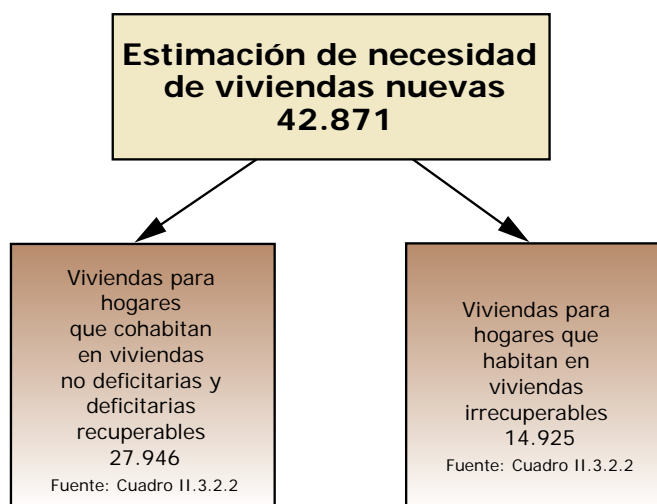 Estimación de necesidad
de viviendas nuevas
42.871
Viviendas para
hogares
que cohabitan
en viviendas
no deficitarias y
deficitarias
recuperables
27.946
Fuente: Cuadro II.3.2.2
Viviendas para
hogares que
habitan en
viviendas
irrecuperables
14.925
Fuente: Cuadro II.3.2.2